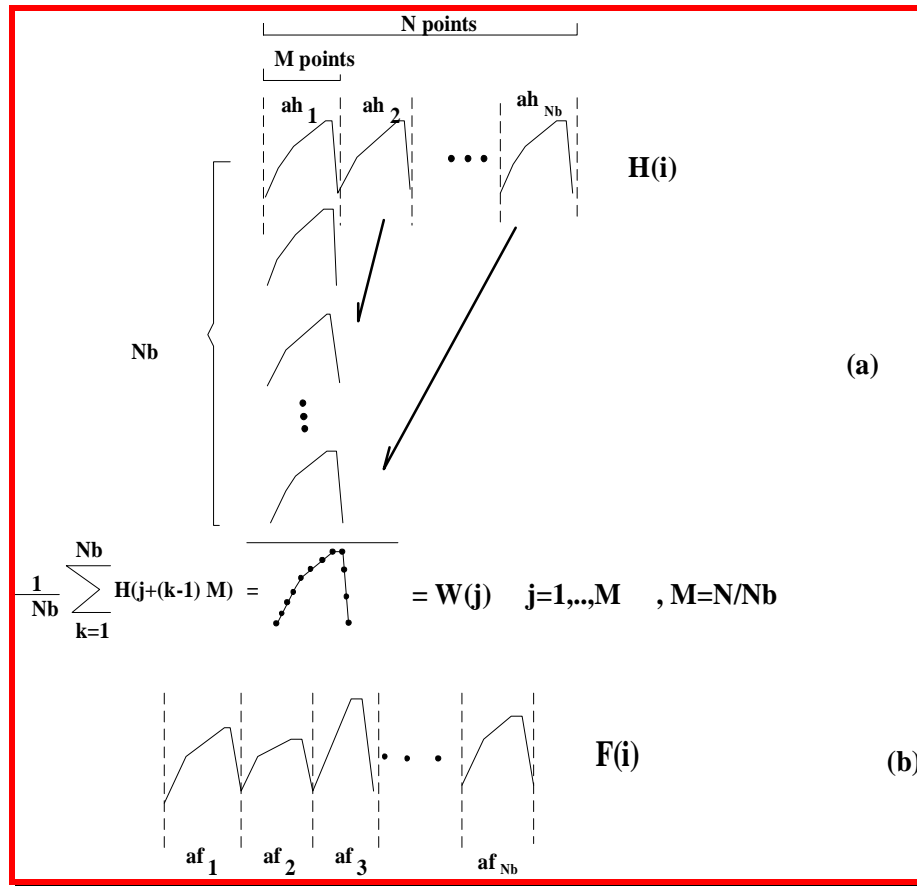 N points
M points
ah 1 ah 2 ah Nb
H(i)
Nb
(a)
1/Nb Nb ∑ k=1 H(j+(k-1) M) = = W(j) j=1,..,M , M=N/Nb
F(i)
(b)
af 1 af 2 af 3 af Nb